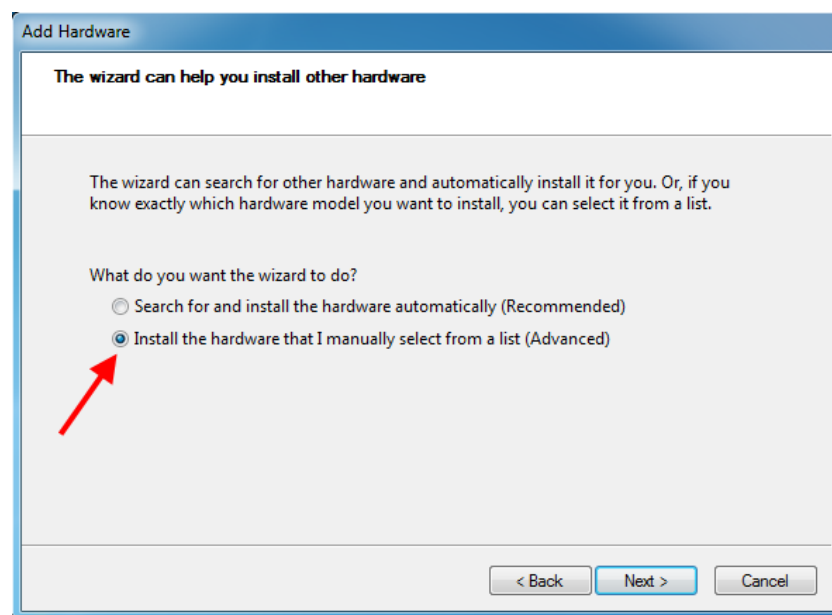 Add Hardware
The wizard can help you install other hardware
The wizard can search for other hardware and automatically install it for you. Or, if you
know exactly which hardware model you want to install, you can select it from a list.
What do you want the wizard to do?
Search for and install the hardware automatically (Recommended)
Install the hardware that I manually select from a list (Advanced)
< Back Next > Cancel